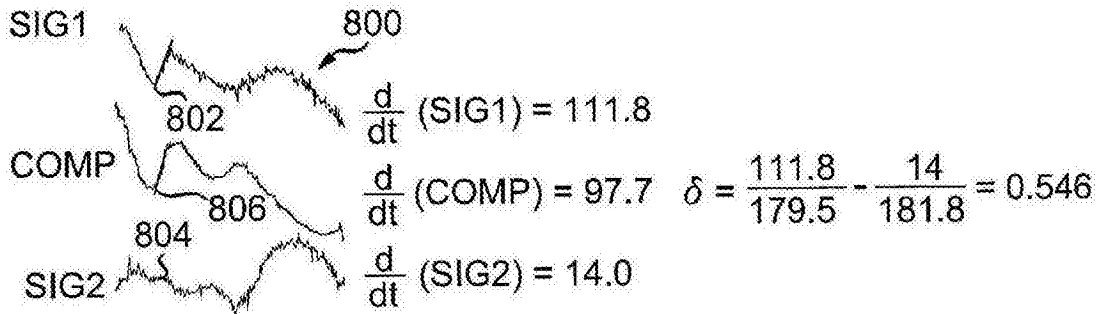 SIG1
800
802
d/dt (SIG1) = 111.8
COMP
806
d/dt (COMP) = 97.7 δ = 111.8/179.5 - 14/181.8 = 0.546
804
SIG2
d/dt (SIG2) = 14.0